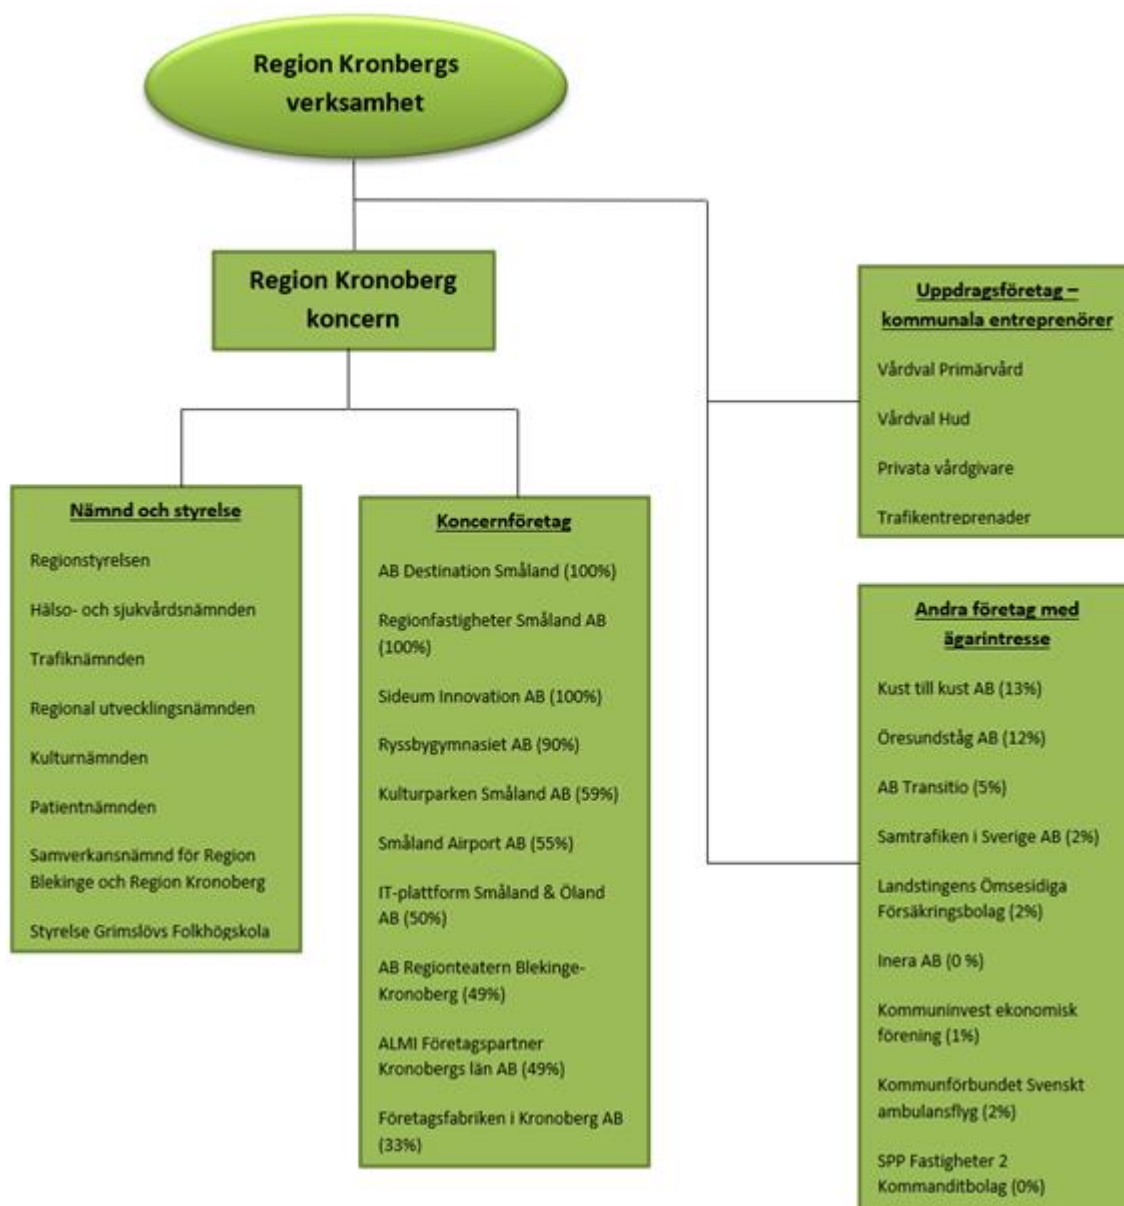 Region Kronbergs
verksamhet
Region Kronoberg
koncern
Nämnd och styrelse
Regionstyrelsen
Hälso- och sjukvårdsnämnden
Trafiknämnden
Regional utvecklingsnämnden
Kulturnämnden
Patientnämnden
Samverkansnämnd för Region
Blekinge och Region Kronoberg
Styrelse Grimslövs Folkhögskola
Koncernföretag
AB Destination Småland (100%)
Regionfastigheter Småland AB
(100%)
Sideum Innovation AB (100%)
Ryssbygymnasiet AB (90%)
Kulturparken Småland AB (59%)
Småland Airport AB (55%)
IT-plattform Småland & Öland
AB (50%)
AB Regionteatern Blekinge-
Kronoberg (49%)
ALMI Företagspartner
Kronobergs län AB (49%)
Företagsfabriken i Kronoberg AB
(33%)
Uppdragsföretag –
kommunala entreprenörer
Vårdval Primärvård
Vårdval Hud
Privata vårdgivare
Trafikentreprenader
Andra företag med
ägarintresse
Kust till kust AB (13%)
Öresundståg AB (12%)
AB Transitio (5%)
Samtrafiken i Sverige AB (2%)
Landstingens Ömsesidiga
Försäkringsbolag (2%)
Inera AB (0 %)
Kommuninvest ekonomisk
förening (1%)
Kommunförbundet Svenskt
ambulansflyg (2%)
SPP Fastigheter 2
Kommanditbolag (0%)